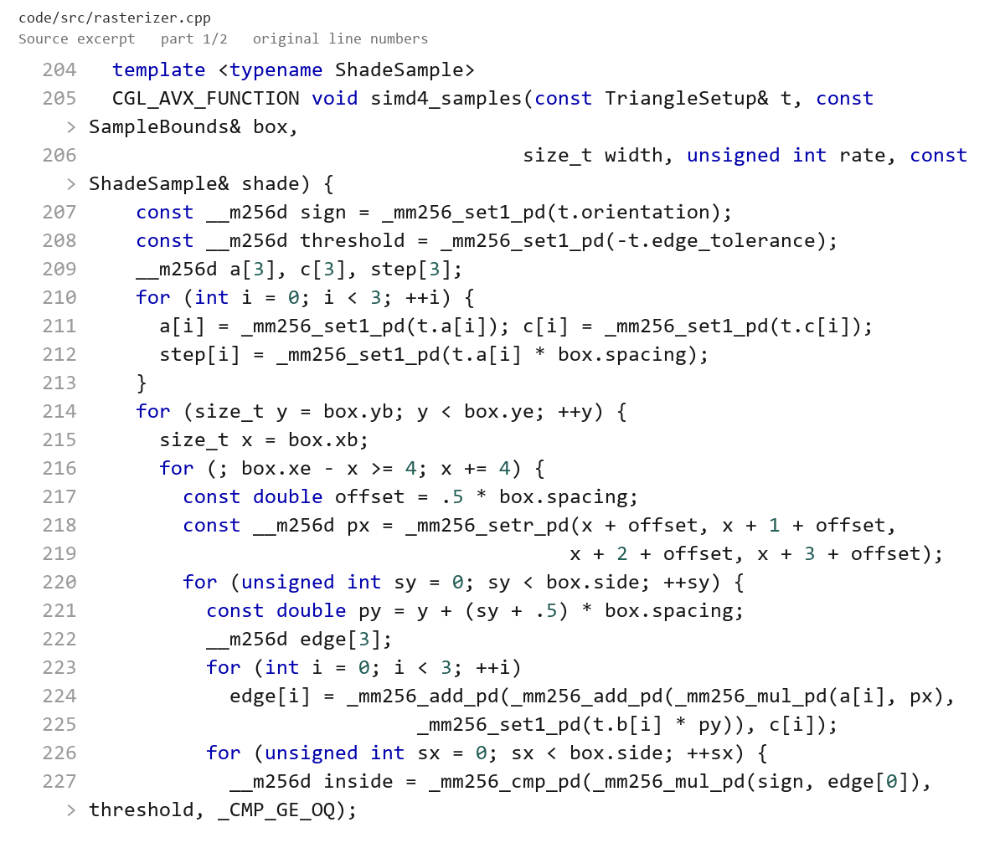 code/src/rasterizer.cpp
Source excerpt   part 1/2   original line numbers
204   template <typename ShadeSample>
205   CGL_AVX_FUNCTION void simd4_samples(const TriangleSetup& t, const
> SampleBounds& box,
206                                      size_t width, unsigned int rate, const
> ShadeSample& shade) {
207     const __m256d sign = _mm256_set1_pd(t.orientation);
208     const __m256d threshold = _mm256_set1_pd(-t.edge_tolerance);
209     __m256d a[3], c[3], step[3];
210     for (int i = 0; i < 3; ++i) {
211       a[i] = _mm256_set1_pd(t.a[i]); c[i] = _mm256_set1_pd(t.c[i]);
212       step[i] = _mm256_set1_pd(t.a[i] * box.spacing);
213     }
214     for (size_t y = box.yb; y < box.ye; ++y) {
215       size_t x = box.xb;
216       for (; box.xe - x >= 4; x += 4) {
217         const double offset = .5 * box.spacing;
218         const __m256d px = _mm256_setr_pd(x + offset, x + 1 + offset,
219                                          x + 2 + offset, x + 3 + offset);
220         for (unsigned int sy = 0; sy < box.side; ++sy) {
221           const double py = y + (sy + .5) * box.spacing;
222           __m256d edge[3];
223           for (int i = 0; i < 3; ++i)
224             edge[i] = _mm256_add_pd(_mm256_add_pd(_mm256_mul_pd(a[i], px),
225                             _mm256_set1_pd(t.b[i] * py)), c[i]);
226           for (unsigned int sx = 0; sx < box.side; ++sx) {
227             __m256d inside = _mm256_cmp_pd(_mm256_mul_pd(sign, edge[0]),
> threshold, _CMP_GE_OQ);